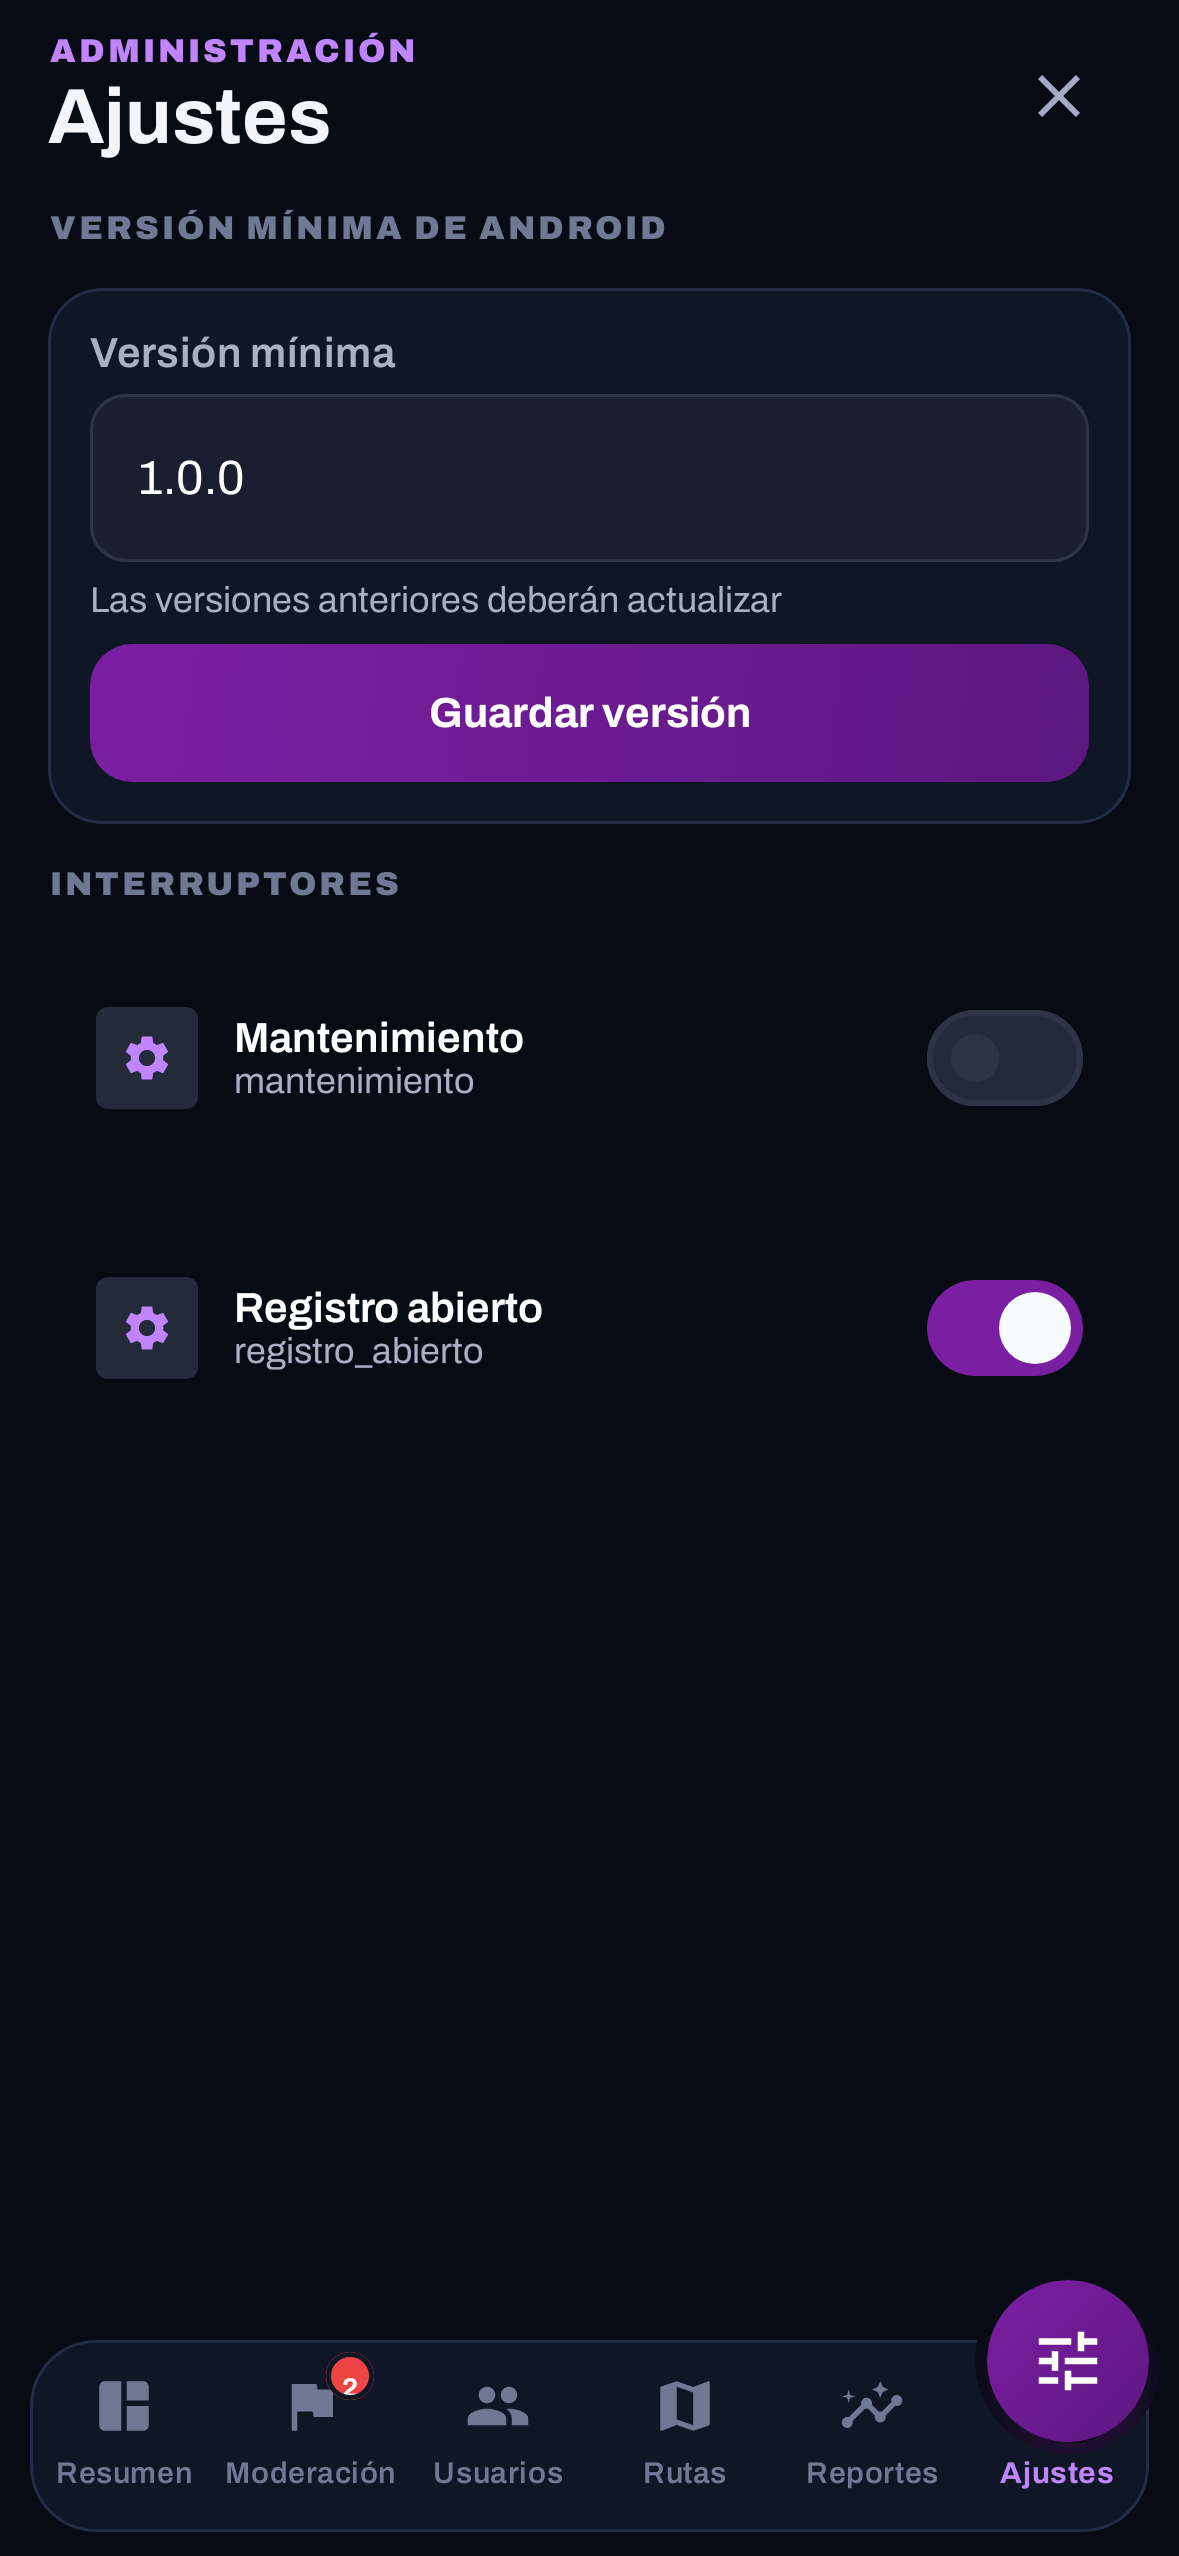 ADMINISTRACIÓN
Ajustes
VERSIÓN MÍNIMA DE ANDROID
Versión mínima
1.0.0
Las versiones anteriores deberán actualizar
Guardar versión
INTERRUPTORES
Mantenimiento
mantenimiento
Registro abierto
registro_abierto
2
Resumen
Moderación
Usuarios
Rutas
Reportes
Ajustes